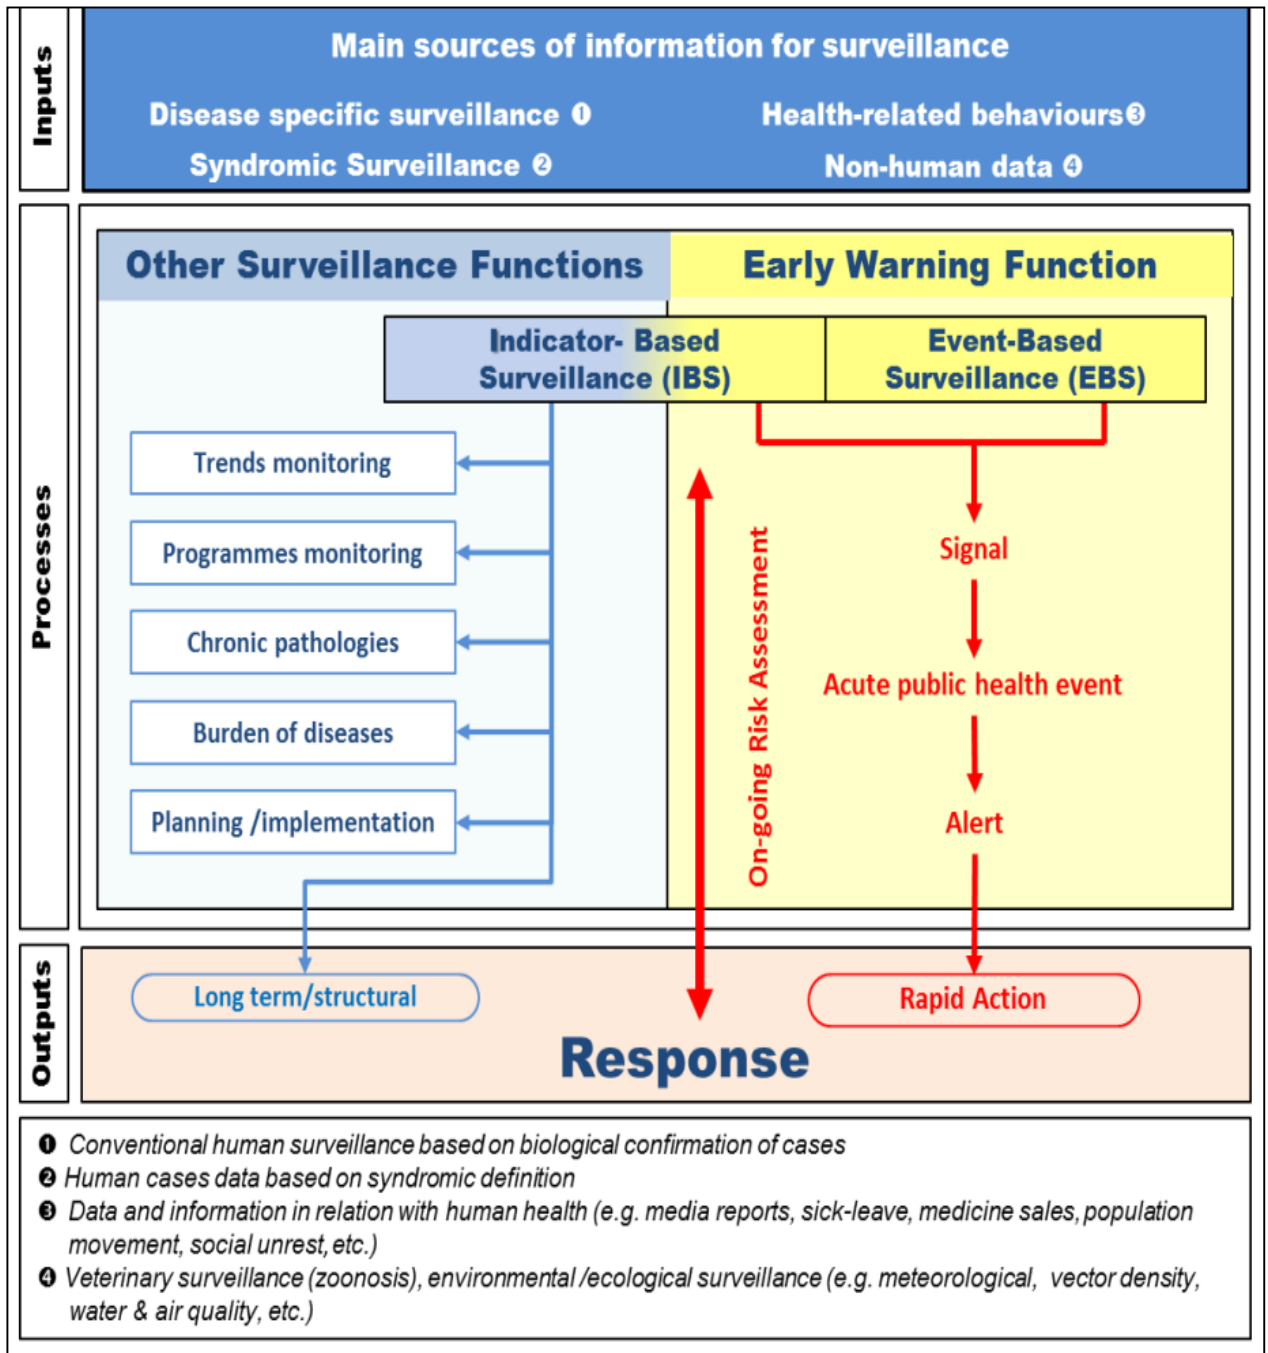 Inputs
Main sources of information for surveillance
Disease specific surveillance ❶
Health-related behaviours❸
Syndromic Surveillance ❷
Non-human data ❹
Processes
Other Surveillance Functions
Early Warning Function
Indicator- Based
Surveillance (IBS)
Event-Based
Surveillance (EBS)
Trends monitoring
Programmes monitoring
Chronic pathologies
Burden of diseases
Planning /implementation
On-going Risk Assessment
Signal
Acute public health event
Alert
Outputs
Long term/structural
Rapid Action
Response
❶ Conventional human surveillance based on biological confirmation of cases
❷ Human cases data based on syndromic definition
❸ Data and information in relation with human health (e.g. media reports, sick-leave, medicine sales, population
movement, social unrest, etc.)
❹ Veterinary surveillance (zoonosis), environmental /ecological surveillance (e.g. meteorological, vector density,
water & air quality, etc.)